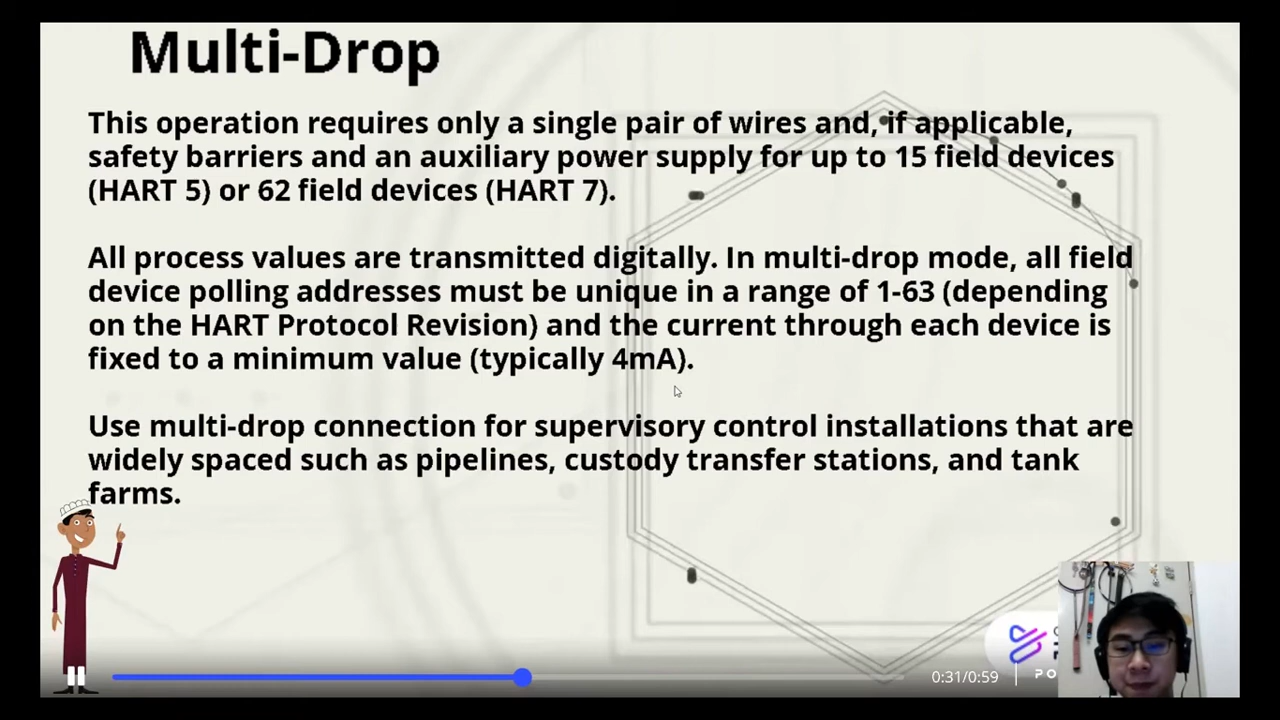 Multi-Drop
This operation requires only a single pair of wires and, if applicable,
safety barriers and an auxiliary power supply for up to 15 field devices
(HART 5) or 62 field devices (HART 7).
All process values are transmitted digitally. In multi-drop mode, all field
device polling addresses must be unique in a range of 1-63 (depending
on the HART Protocol Revision) and the current through each device is
fixed to a minimum value (typically 4mA).
Use multi-drop connection for supervisory control installations that are
widely spaced such as pipelines, custody transfer stations, and tank
farms.
0:31/0:59